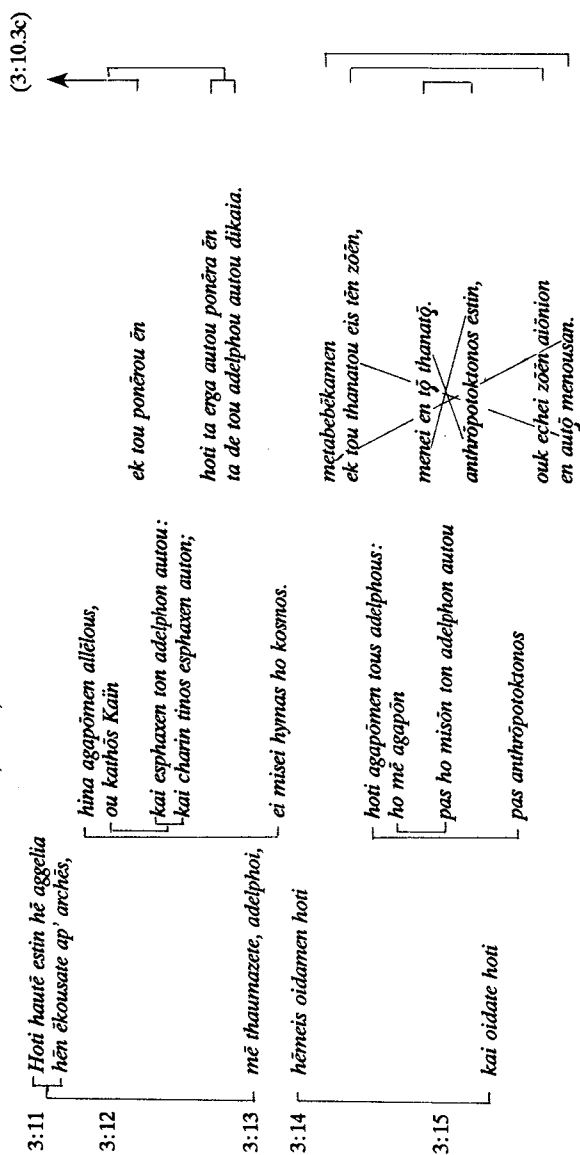 (3:10.3c)
3:11 Hoti hautē estin hē aggelia
hēn ēkousate ap' archēs,
hina agapōmen allēlous,
3:12 ou kathōs Kaïn
ek tou ponērou ēn
kai esphaxen ton adelphon autou:
kai charin tinos esphaxen auton;
hoti ta erga autou ponēra ēn
ta de tou adelphou autou dikaia.
3:13 mē thaumazete, adelphoi,
ei misei hymas ho kosmos.
3:14 hēmeis oidamen hoti
metabebēkamen
ek tou thanatou eis tēn zōēn,
hoti agapōmen tous adelphous:
ho mē agapōn
menei en tō̧ thanatō̧.
3:15 pas ho misōn ton adelphon autou
anthrōpotoktonos estin,
kai oidate hoti
pas anthrōpotoktonos
ouk echei zōēn aiōnion
en autō̧ menousan.